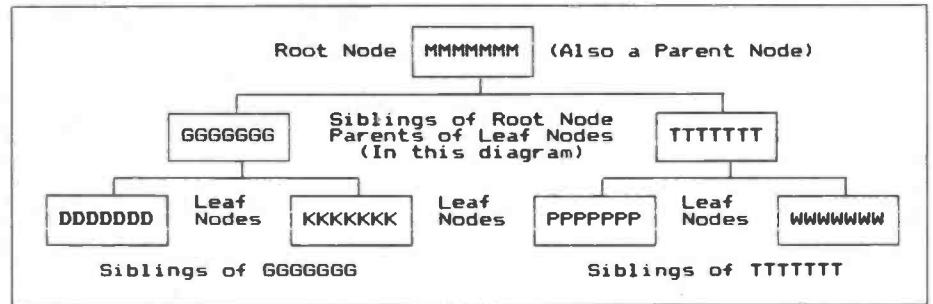 Root Node MMMMMMM (Also a Parent Node)
Siblings of Root Node
GGGGGGG Parents of Leaf Nodes TTTTTTT
(In this diagram)
DDDDDDD Leaf Nodes KKKKKKK Leaf Nodes PPPPPPP Leaf Nodes WWWWWWW
Siblings of GGGGGGG Siblings of TTTTTTT